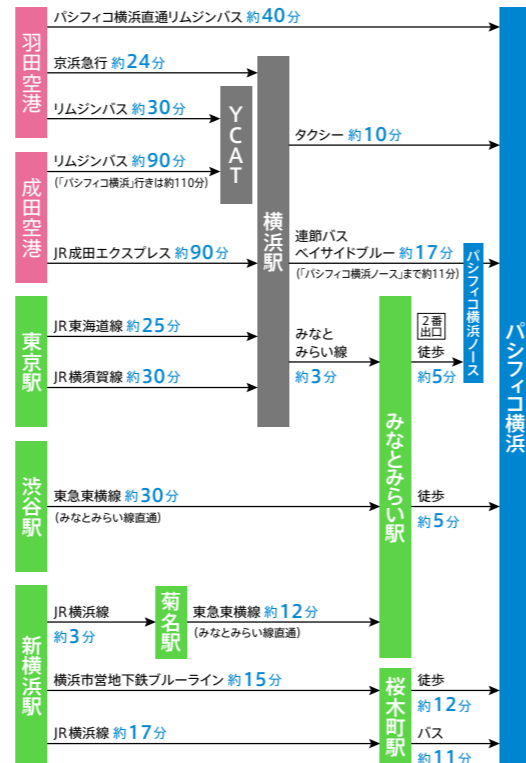 羽田空港
パシフィコ横浜直通リムジンバス 約40分
京浜急行 約24分
リムジンバス 約30分
YCAT
成田空港
リムジンバス 約90分
(「パシフィコ横浜」行きは約110分)
JR成田エクスプレス 約90分
横浜駅
タクシー 約10分
連節バス
ベイサイドブルー 約17分
(「パシフィコ横浜ノース」まで約11分)
パシフィコ横浜ノース
パシフィコ横浜
東京駅
JR東海道線 約25分
JR横須賀線 約30分
みなと
みらい線
約3分
みなとみらい駅
2番
出口
徒歩
約5分
渋谷駅
東急東横線 約30分
(みなとみらい線直通)
徒歩
約5分
新横浜駅
JR横浜線
約3分
菊名駅
東急東横線 約12分
(みなとみらい線直通)
横浜市営地下鉄ブルーライン 約15分
桜木町駅
徒歩
約12分
JR横浜線 約17分
バス
約11分